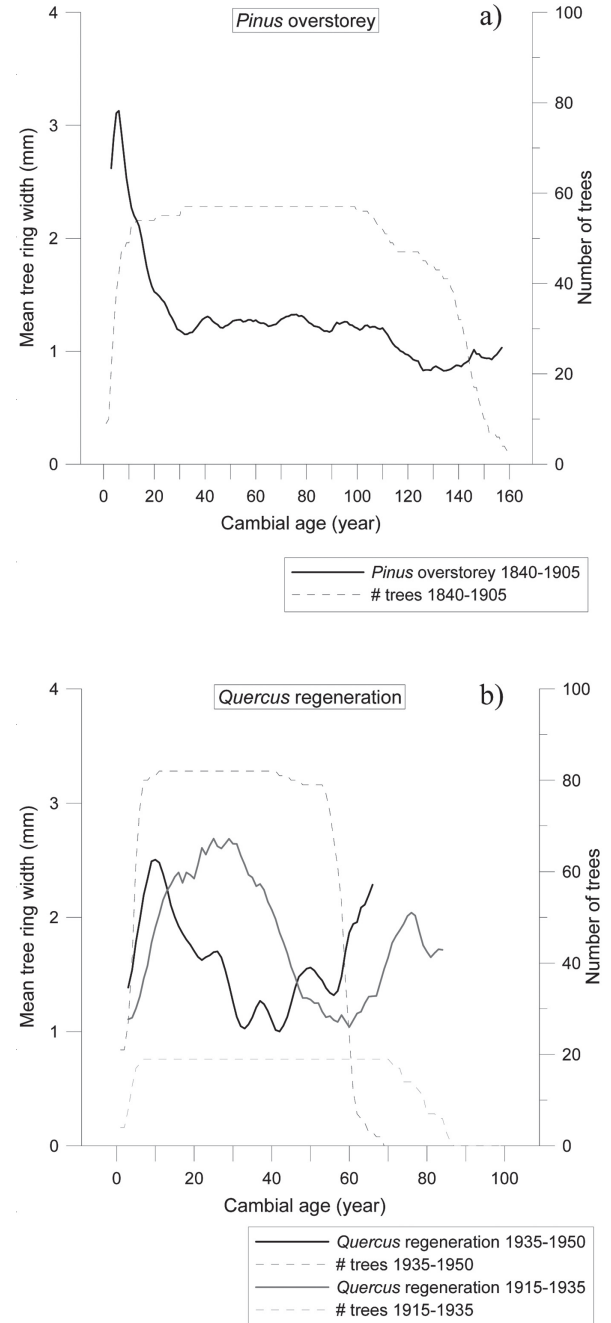 Pinus overstorey
a)
4
3
2
1
0
Mean tree ring width (mm)
100
80
60
40
20
0
Number of trees
0 20 40 60 80 100 120 140 160
Cambial age (year)
Pinus overstorey 1840-1905
# trees 1840-1905
Quercus regeneration
b)
4
3
2
1
0
Mean tree ring width (mm)
100
80
60
40
20
0
Number of trees
0 20 40 60 80 100
Cambial age (year)
Quercus regeneration 1935-1950
# trees 1935-1950
Quercus regeneration 1915-1935
# trees 1915-1935